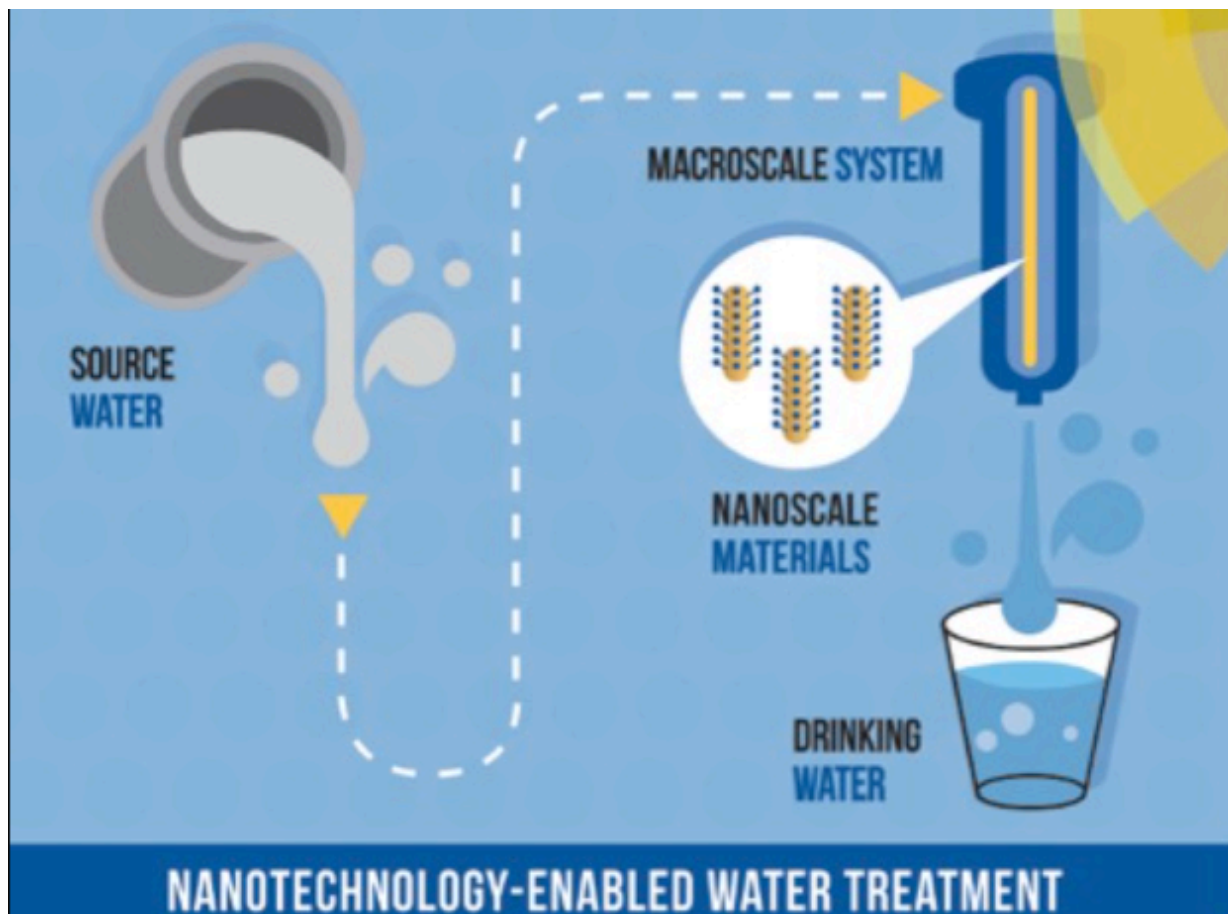 MACROSCALE SYSTEM
SOURCE
WATER
NANOSCALE
MATERIALS
DRINKING
WATER
NANOTECHNOLOGY-ENABLED WATER TREATMENT